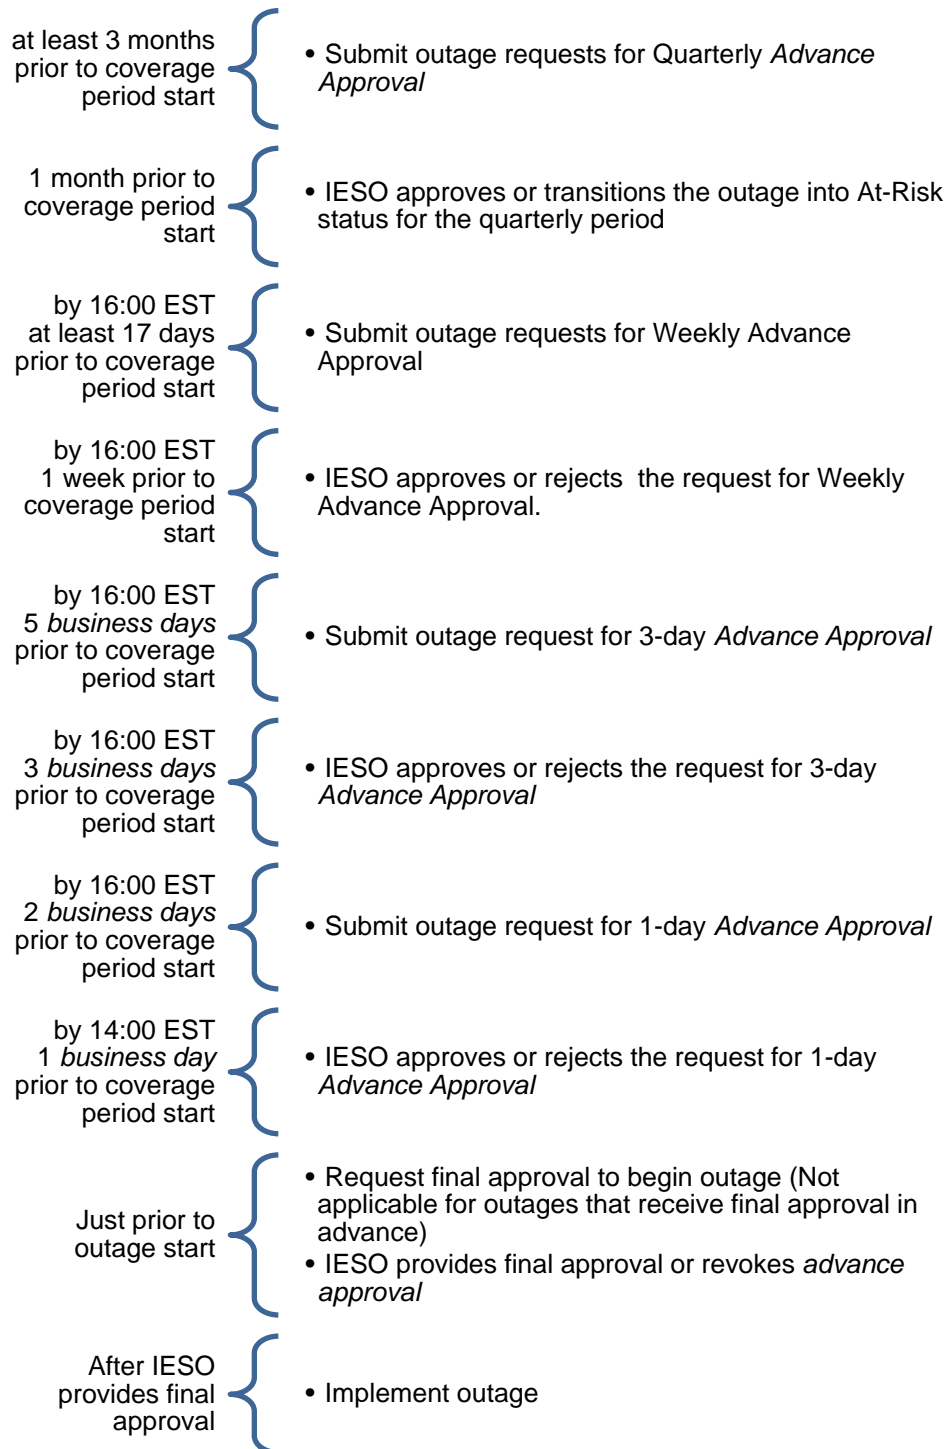 at least 3 months
prior to coverage
period start
• Submit outage requests for Quarterly Advance
Approval
1 month prior to
coverage period
start
• IESO approves or transitions the outage into At-Risk
status for the quarterly period
by 16:00 EST
at least 17 days
prior to coverage
period start
• Submit outage requests for Weekly Advance
Approval
by 16:00 EST
1 week prior to
coverage period
start
• IESO approves or rejects  the request for Weekly
Advance Approval.
by 16:00 EST
5 business days
prior to coverage
period start
• Submit outage request for 3-day Advance Approval
by 16:00 EST
3 business days
prior to coverage
period start
• IESO approves or rejects the request for 3-day
Advance Approval
by 16:00 EST
2 business days
prior to coverage
period start
• Submit outage request for 1-day Advance Approval
by 14:00 EST
1 business day
prior to coverage
period start
• IESO approves or rejects the request for 1-day
Advance Approval
Just prior to
outage start
• Request final approval to begin outage (Not
applicable for outages that receive final approval in
advance)
• IESO provides final approval or revokes advance
approval
After IESO
provides final
approval
• Implement outage